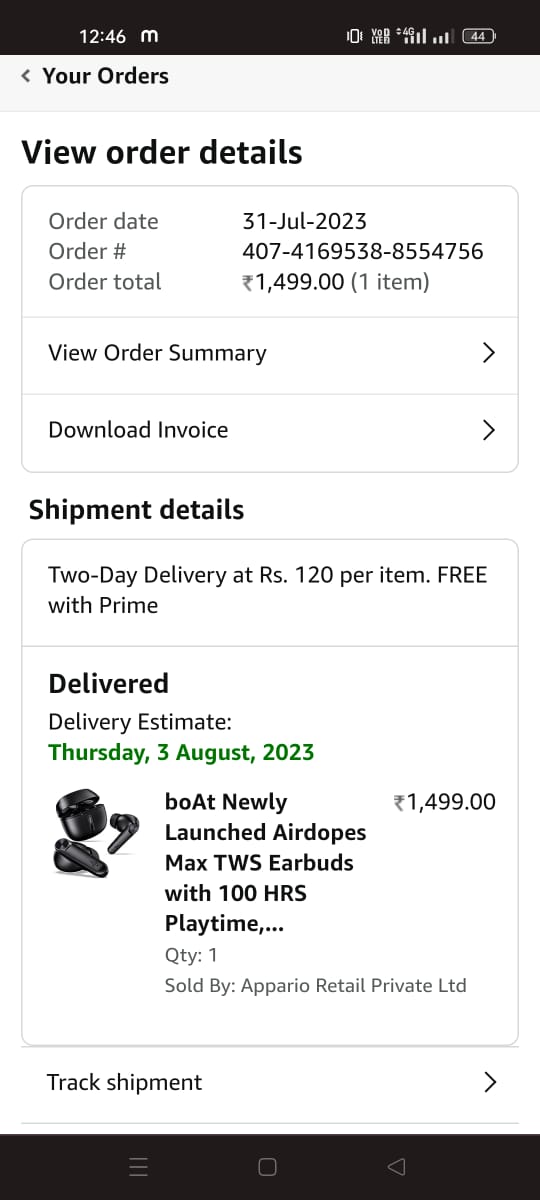 12:46 m
VoD LTED 4G 44
Your Orders
View order details
Order date 31-Jul-2023
Order # 407-4169538-8554756
Order total ₹1,499.00 (1 item)
View Order Summary
Download Invoice
Shipment details
Two-Day Delivery at Rs. 120 per item. FREE
with Prime
Delivered
Delivery Estimate:
Thursday, 3 August, 2023
boAt Newly ₹1,499.00
Launched Airdopes
Max TWS Earbuds
with 100 HRS
Playtime,...
Qty: 1
Sold By: Appario Retail Private Ltd
Track shipment